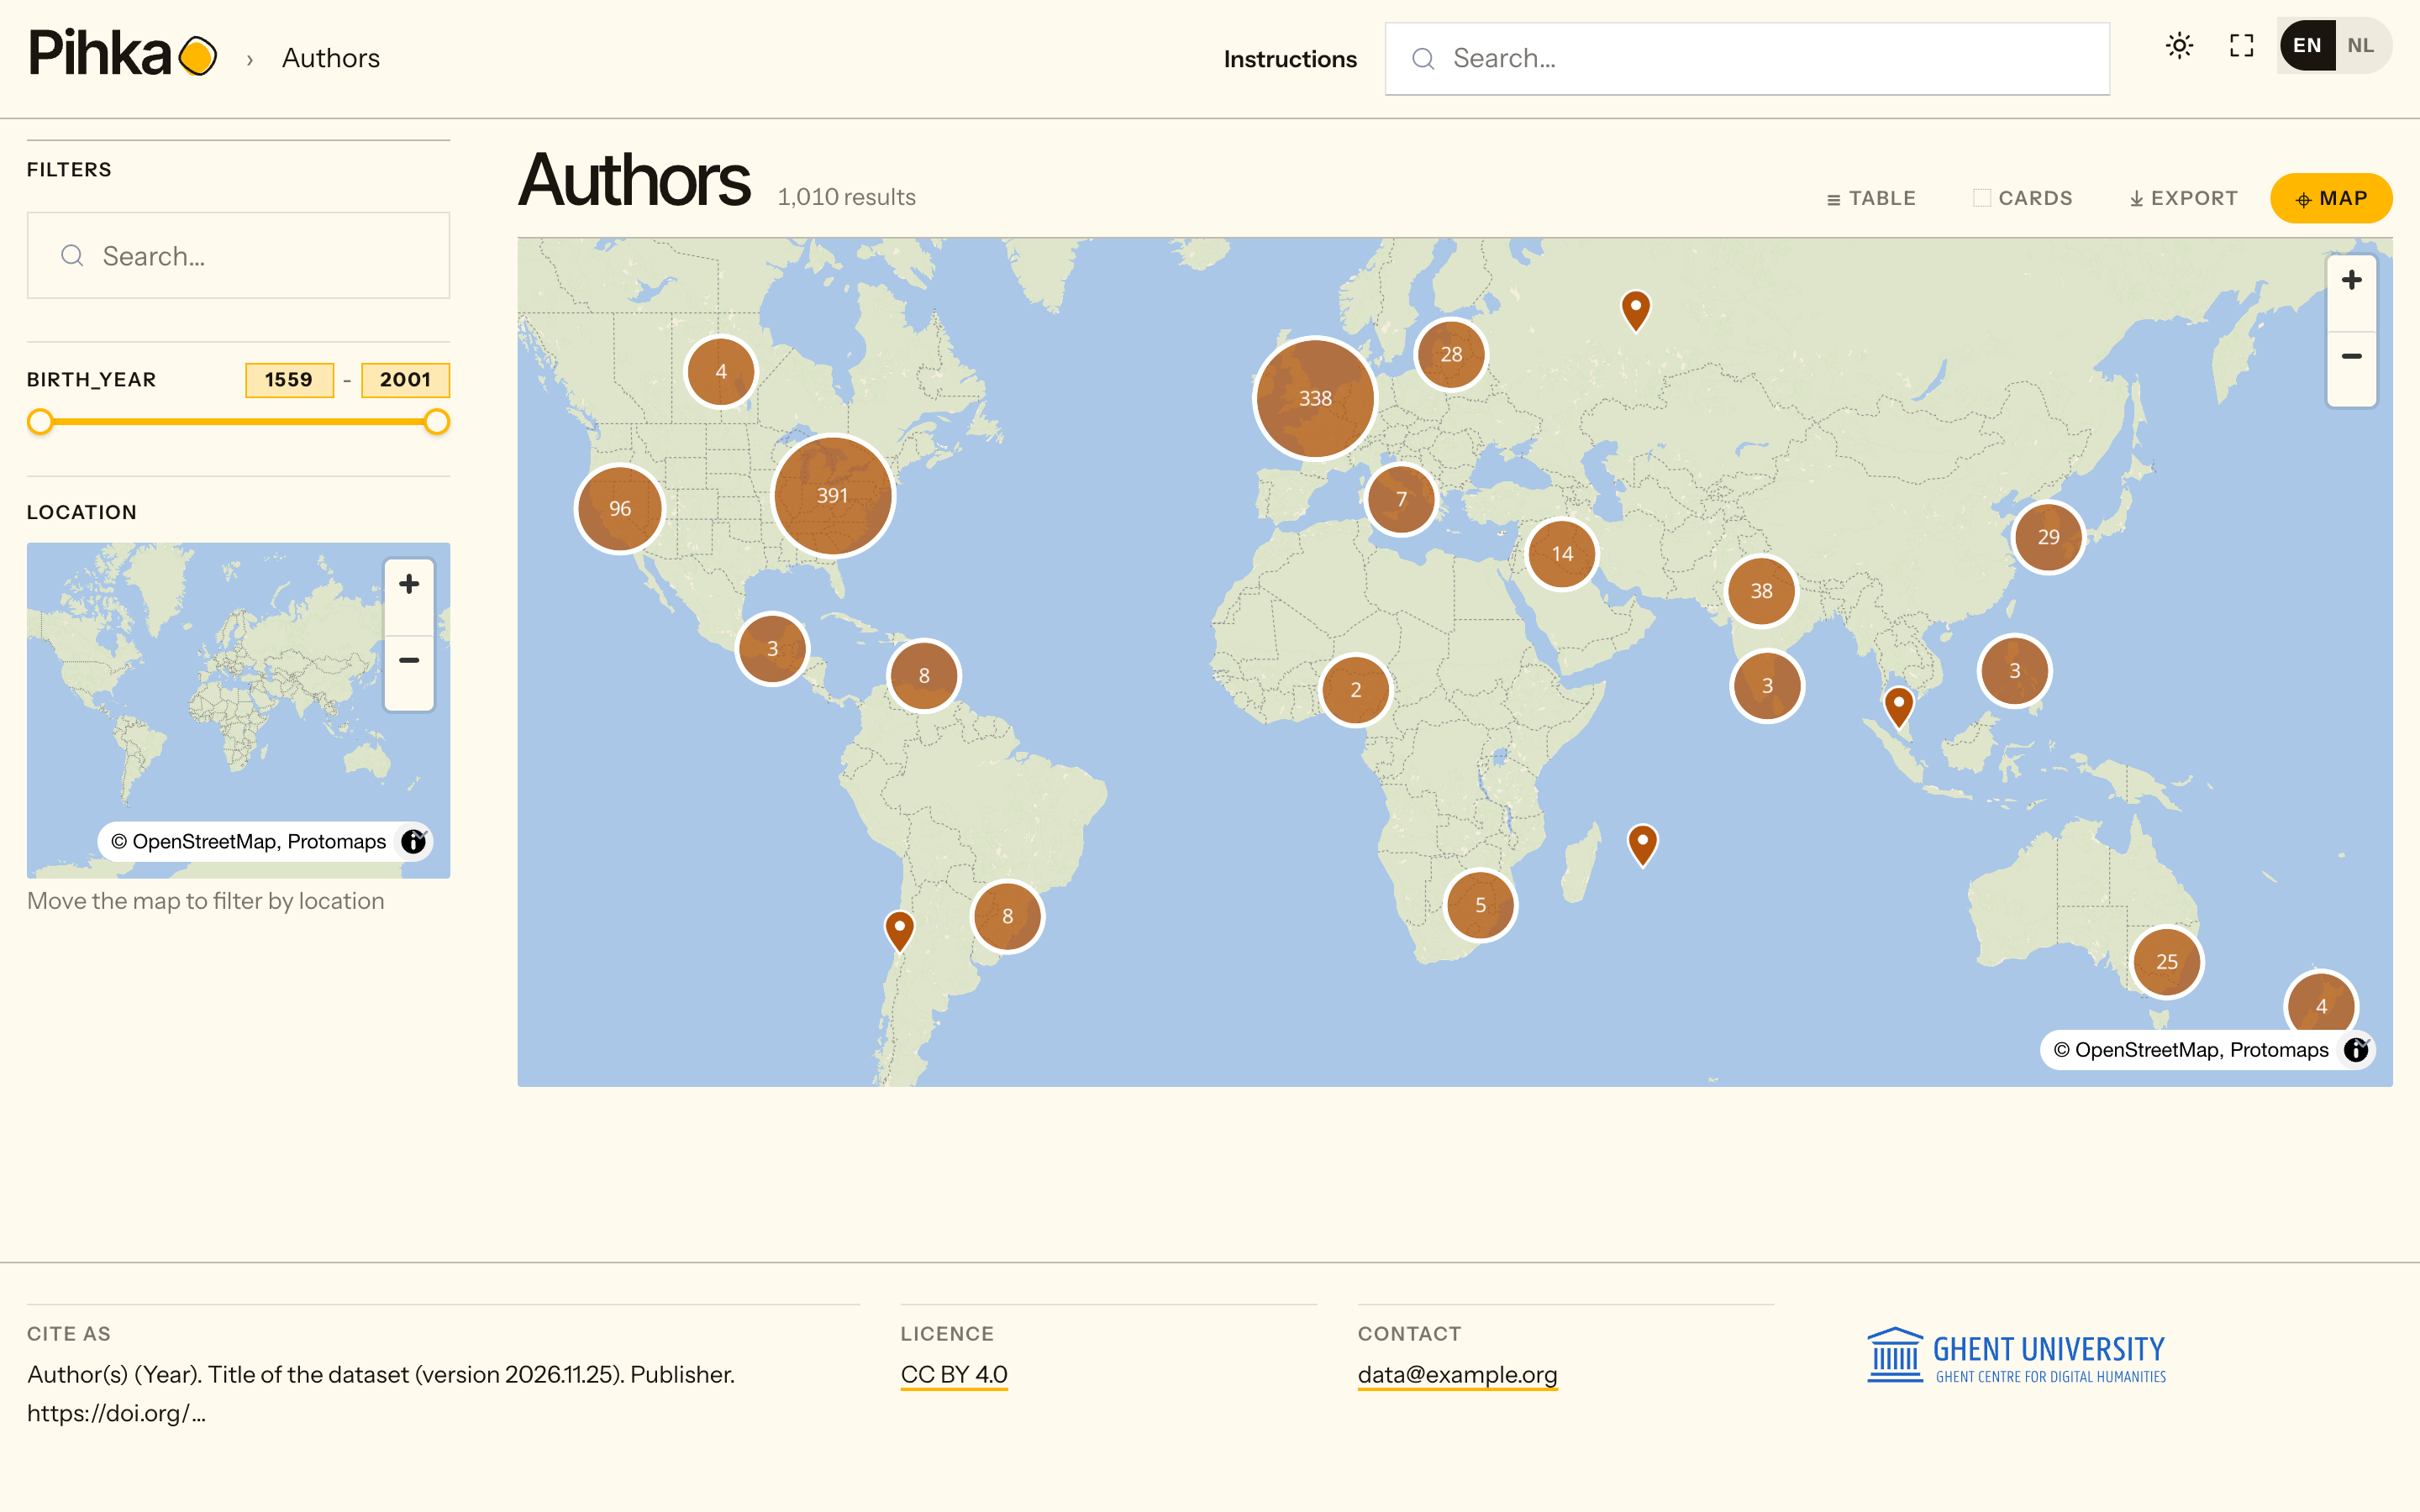 Pihka › Authors
Instructions
Search...
EN NL
FILTERS
Search...
BIRTH_YEAR 1559 - 2001
LOCATION
+
−
© OpenStreetMap, Protomaps
Move the map to filter by location
Authors 1,010 results
TABLE CARDS EXPORT MAP
+
−
4
28
338
96
391
7
14
29
38
3
8
2
3
3
8
5
25
4
© OpenStreetMap, Protomaps
CITE AS
Author(s) (Year). Title of the dataset (version 2026.11.25). Publisher.
https://doi.org/...
LICENCE
CC BY 4.0
CONTACT
data@example.org
GHENT UNIVERSITY
GHENT CENTRE FOR DIGITAL HUMANITIES